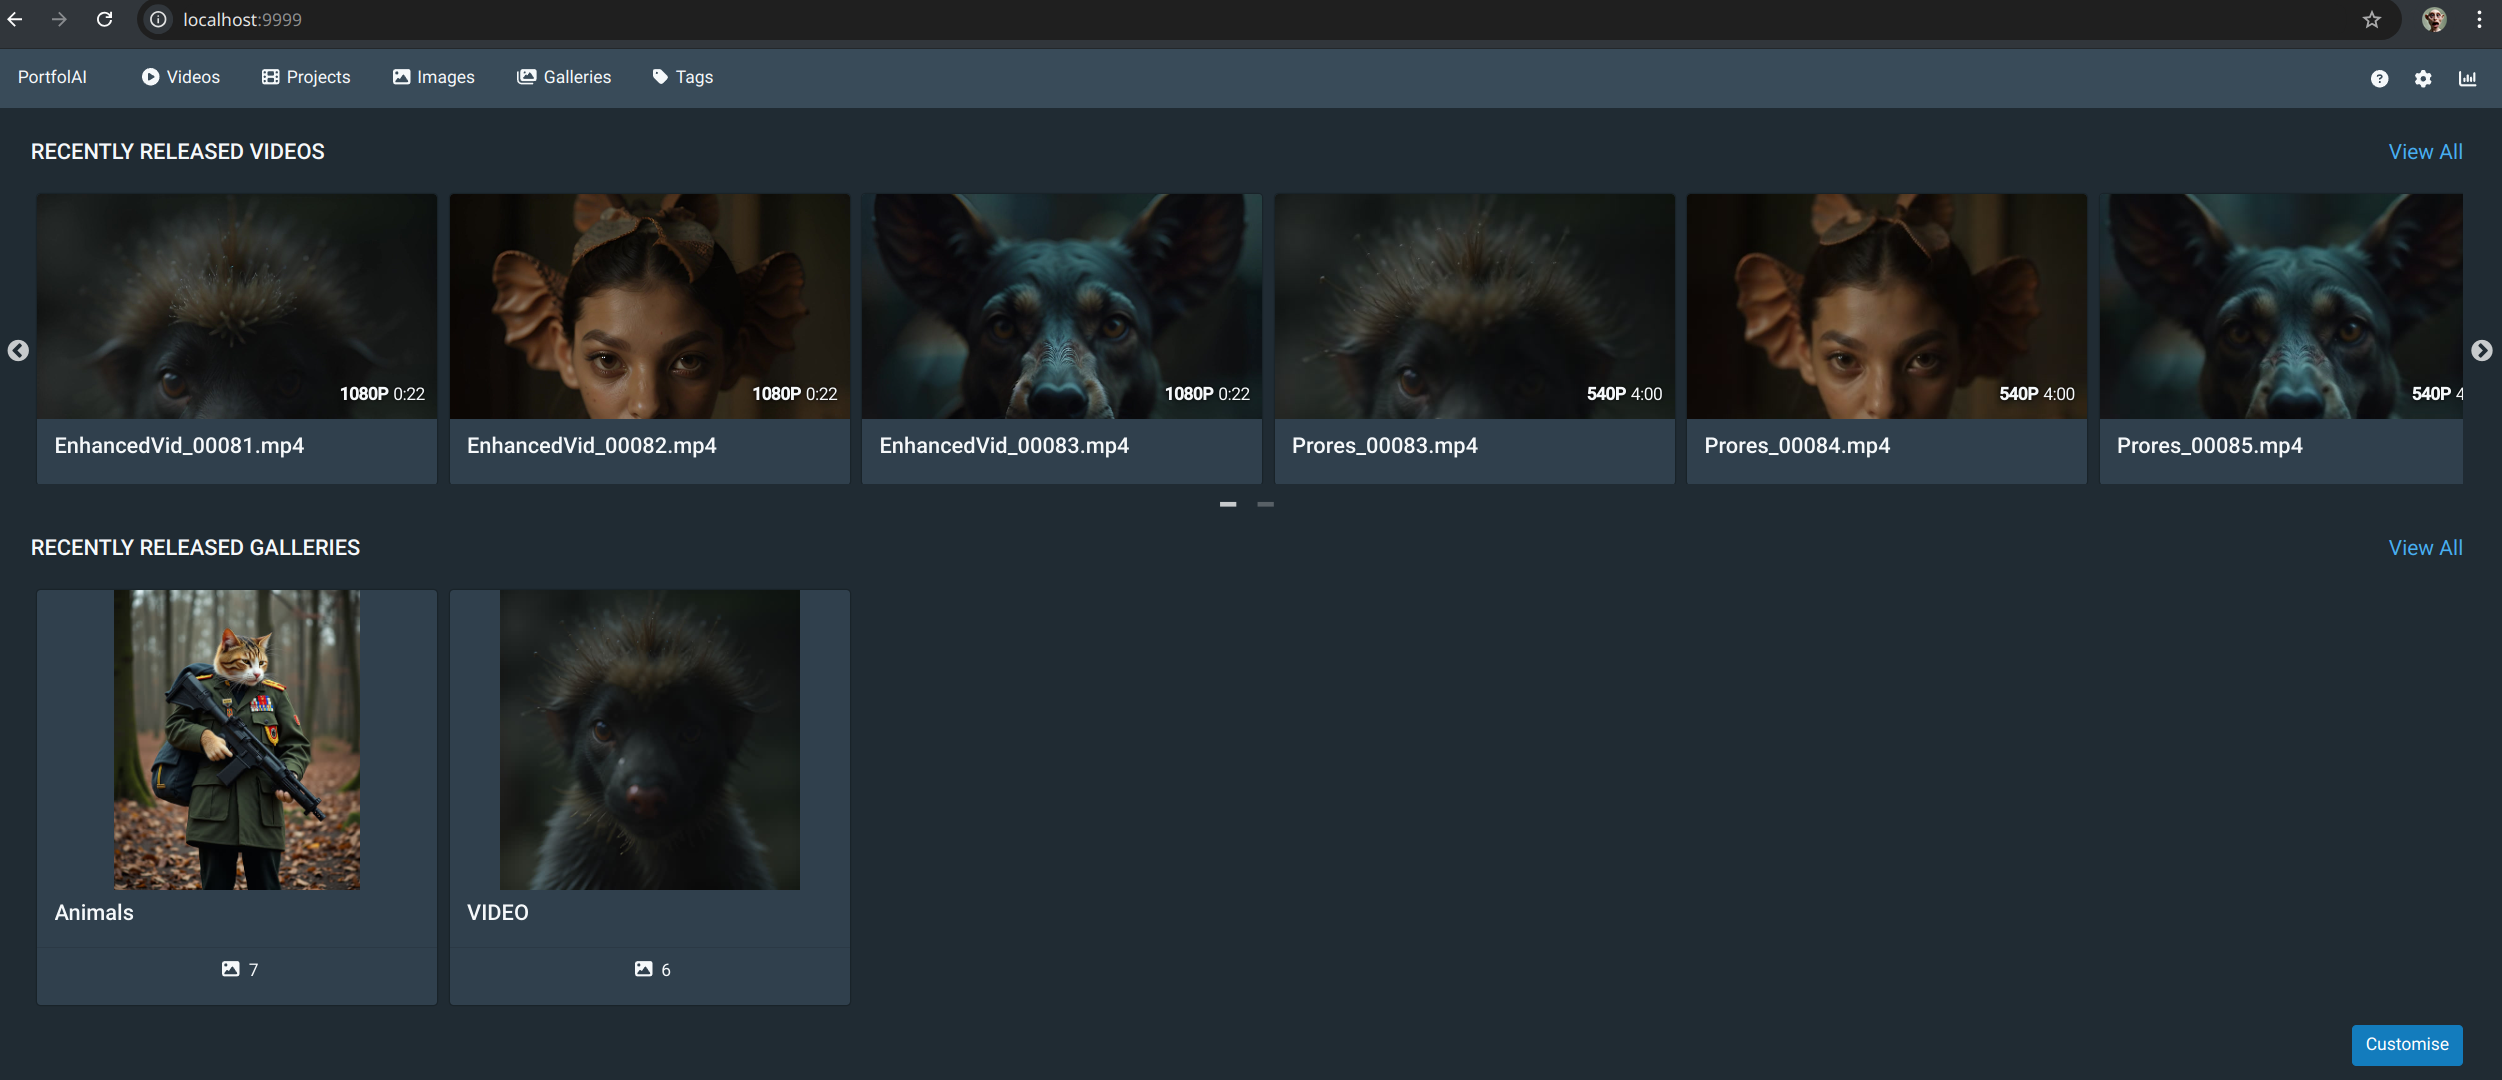 localhost:9999
PortfolAI Videos Projects Images Galleries Tags
RECENTLY RELEASED VIDEOS View All
1080P 0:22 1080P 0:22 1080P 0:22 540P 4:00 540P 4:00 540P 4
EnhancedVid_00081.mp4 EnhancedVid_00082.mp4 EnhancedVid_00083.mp4 Prores_00083.mp4 Prores_00084.mp4 Prores_00085.mp4
RECENTLY RELEASED GALLERIES View All
Animals VIDEO
7 6
Customise